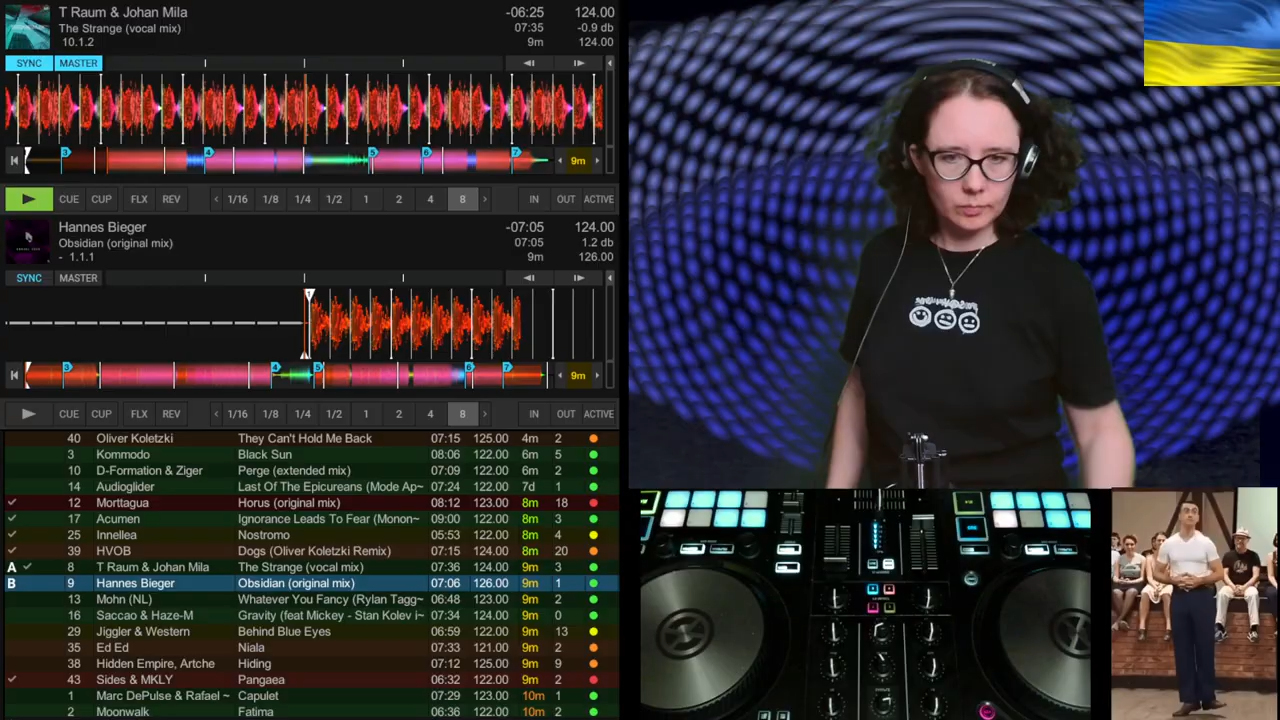 T Raum & Johan Mila -06:25 124.00
The Strange (vocal mix) 07:35 -0.9 db
10.1.2 9m 124.00
SYNC MASTER
3 4 5 6 7 9m
CUE CUP FLX REV 1/16 1/8 1/4 1/2 1 2 4 8 IN OUT ACTIVE
Hannes Bieger -07:05 124.00
Obsidian (original mix) 07:05 1.2 db
- 1.1.1 9m 126.00
SYNC MASTER
1
3 4 5 6 7 9m
CUE CUP FLX REV 1/16 1/8 1/4 1/2 1 2 4 8 IN OUT ACTIVE
40 Oliver Koletzki They Can't Hold Me Back 07:15 125.00 4m 2
3 Kommodo Black Sun 08:06 122.00 6m 5
10 D-Formation & Ziger Perge (extended mix) 07:09 122.00 6m 2
14 Audioglider Last Of The Epicureans (Mode Ap~ 07:24 122.00 7d 1
12 Morttagua Horus (original mix) 08:12 123.00 8m 18
17 Acumen Ignorance Leads To Fear (Monon~ 09:00 122.00 8m 3
25 Innellea Nostromo 05:53 122.00 8m 4
39 HVOB Dogs (Oliver Koletzki Remix) 07:15 124.00 8m 20
A 8 T Raum & Johan Mila The Strange (vocal mix) 07:36 124.00 9m 3
B 9 Hannes Bieger Obsidian (original mix) 07:06 126.00 9m 1
13 Mohn (NL) Whatever You Fancy (Rylan Tagg~ 06:48 123.00 9m 2
16 Saccao & Haze-M Gravity (feat Mickey - Stan Kolev i~ 07:34 124.00 9m 0
29 Jiggler & Western Behind Blue Eyes 06:59 122.00 9m 13
35 Ed Ed Niala 07:33 121.00 9m 2
38 Hidden Empire, Artche Hiding 07:12 125.00 9m 9
43 Sides & MKLY Pangaea 06:32 122.00 9m 2
1 Marc DePulse & Rafael ~ Capulet 07:29 123.00 10m 1
2 Moonwalk Fatima 06:36 122.00 10m 2